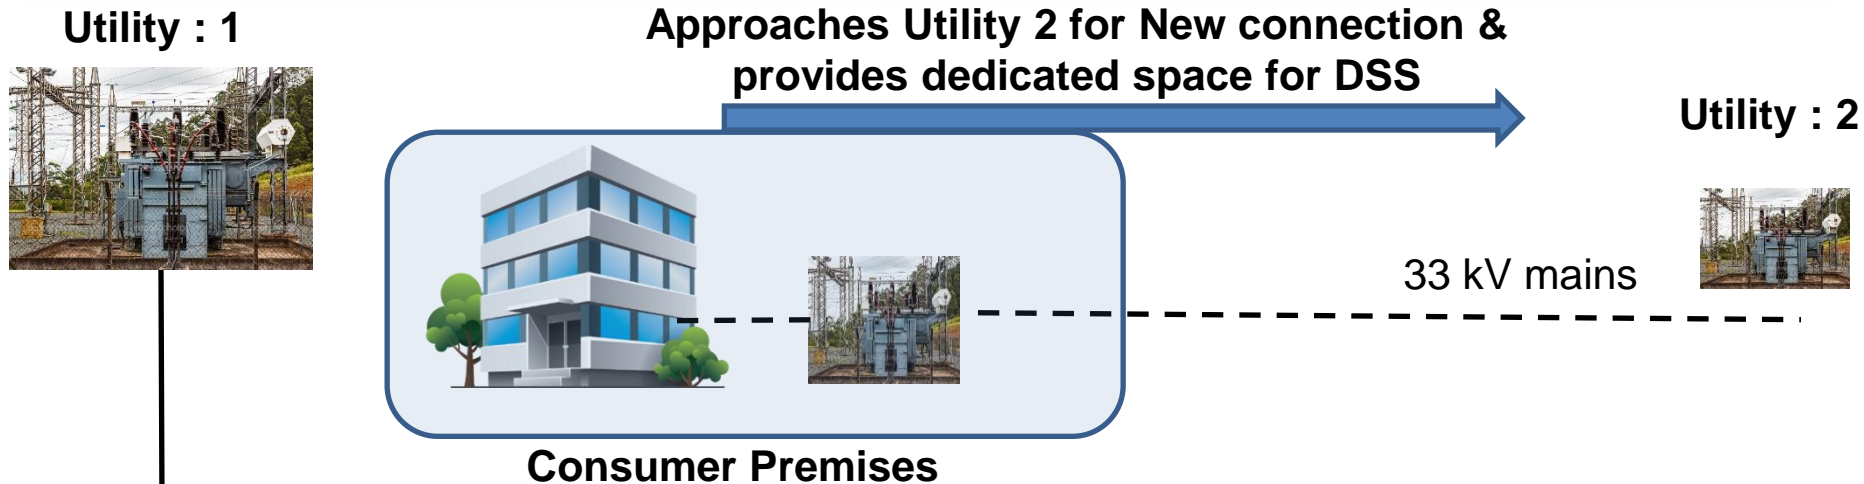 Utility : 1
Approaches Utility 2 for New connection &
provides dedicated space for DSS
Utility : 2
33 kV mains
Consumer Premises